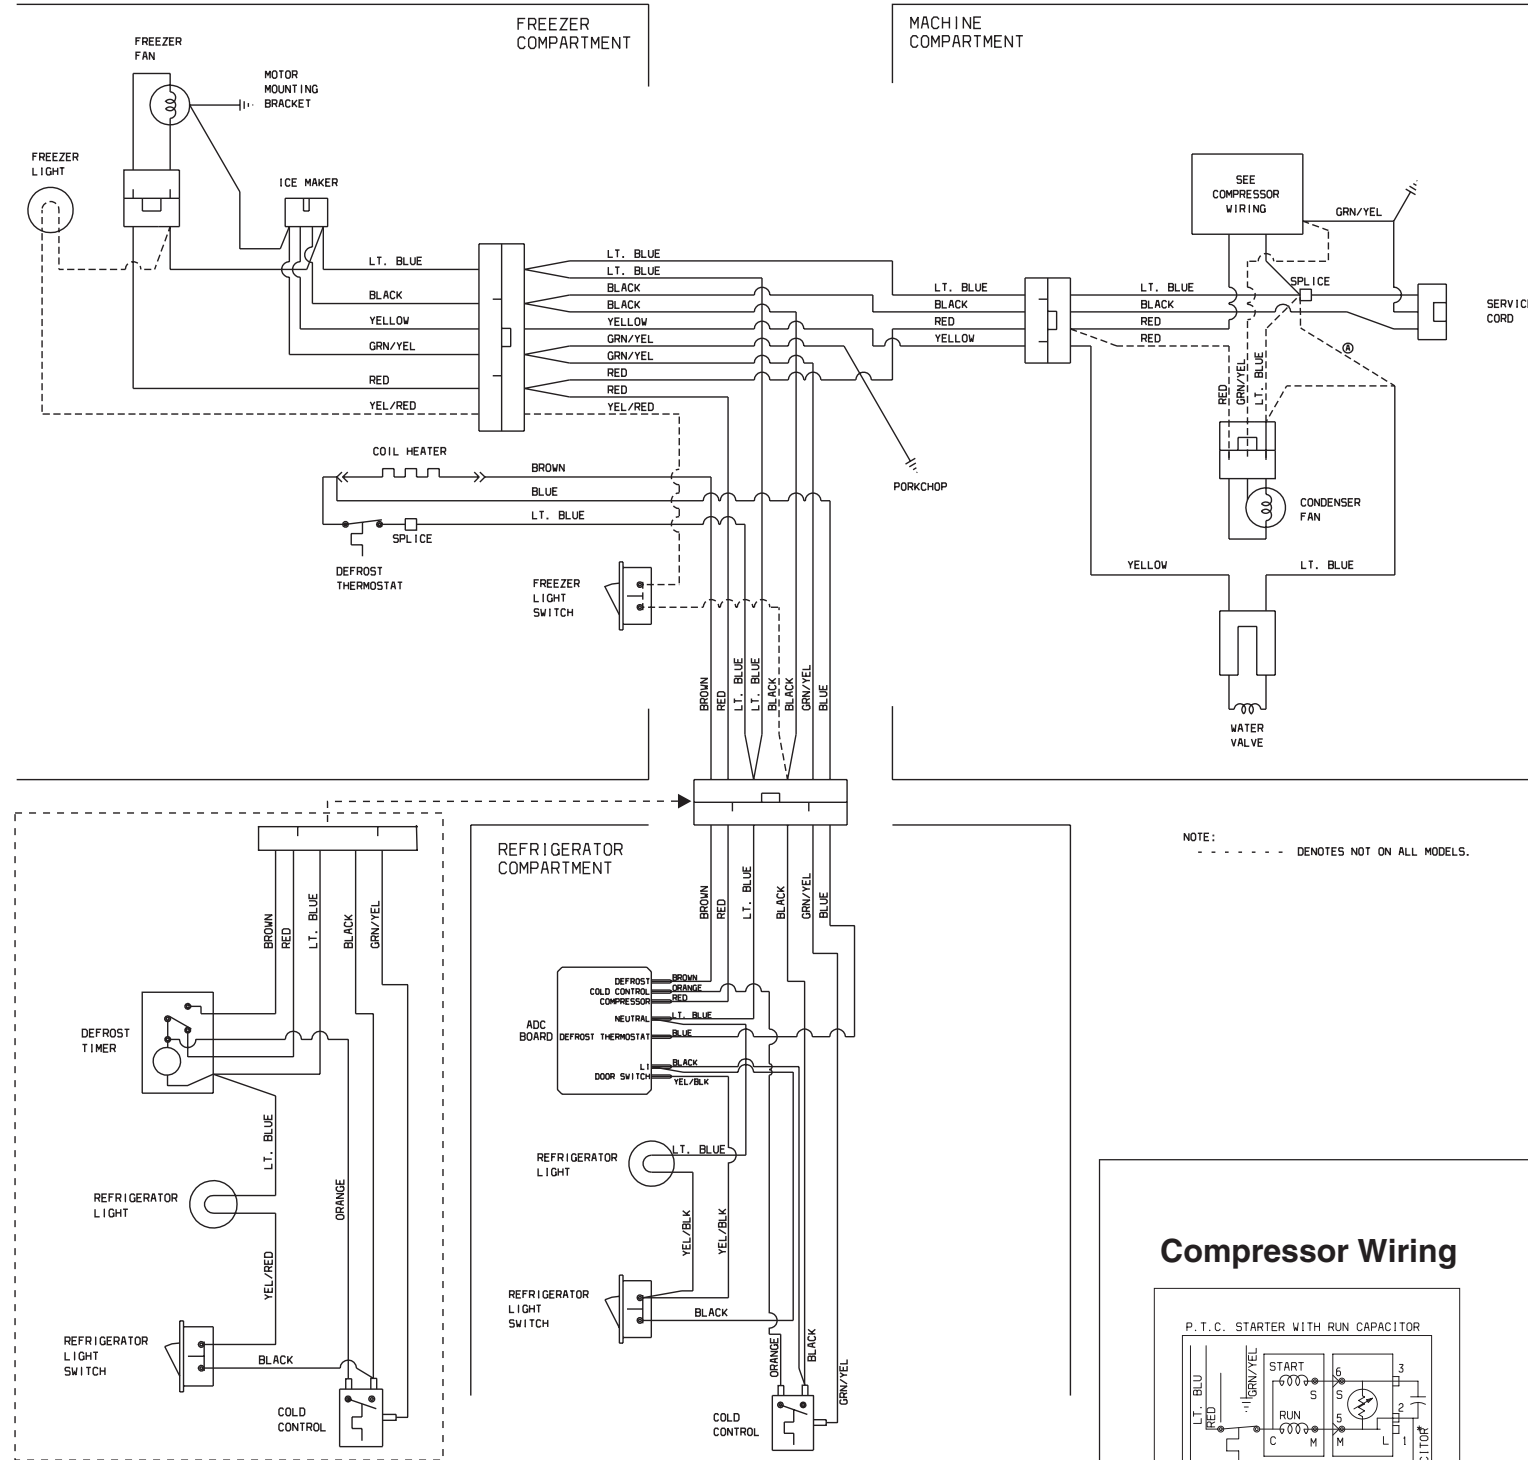 FREEZER
COMPARTMENT
MACHINE
COMPARTMENT
FREEZER
FAN
MOTOR
MOUNTING
BRACKET
FREEZER
LIGHT
ICE MAKER
SEE
COMPRESSOR
WIRING
GRN/YEL
SPLICE
SERVICE
CORD
LT. BLUE
BLACK
YELLOW
GRN/YEL
RED
YEL/RED
LT. BLUE
LT. BLUE
BLACK
BLACK
YELLOW
GRN/YEL
GRN/YEL
RED
RED
YEL/RED
LT. BLUE
BLACK
RED
YELLOW
LT. BLUE
BLACK
RED
RED
A
RED
GRN/YEL
LT. BLUE
PORKCHOP
CONDENSER
FAN
YELLOW
LT. BLUE
WATER
VALVE
COIL HEATER
BROWN
BLUE
LT. BLUE
SPLICE
DEFROST
THERMOSTAT
FREEZER
LIGHT
SWITCH
BROWN
RED
LT. BLUE
LT. BLUE
BLACK
BLACK
GRN/YEL
BLUE
NOTE:
- - - - - - - DENOTES NOT ON ALL MODELS.
REFRIGERATOR
COMPARTMENT
BROWN
RED
LT. BLUE
BLACK
GRN/YEL
DEFROST
TIMER
LT. BLUE
REFRIGERATOR
LIGHT
ORANGE
YEL/RED
REFRIGERATOR
LIGHT
SWITCH
BLACK
COLD
CONTROL
BROWN
RED
LT. BLUE
BLACK
GRN/YEL
BLUE
ADC
BOARD
DEFROST
COLD CONTROL
COMPRESSOR
NEUTRAL
DEFROST THERMOSTAT
L1
DOOR SWITCH
BROWN
ORANGE
RED
LT. BLUE
BLUE
BLACK
YEL/BLK
REFRIGERATOR
LIGHT
LT. BLUE
YEL/BLK
YEL/BLK
REFRIGERATOR
LIGHT
SWITCH
BLACK
ORANGE
BLACK
GRN/YEL
COLD
CONTROL
Compressor Wiring
P.T.C. STARTER WITH RUN CAPACITOR
LT. BLU
RED
GRN/YEL
START
S
6
S
3
RUN
C
M
5
M
L
2
1
*